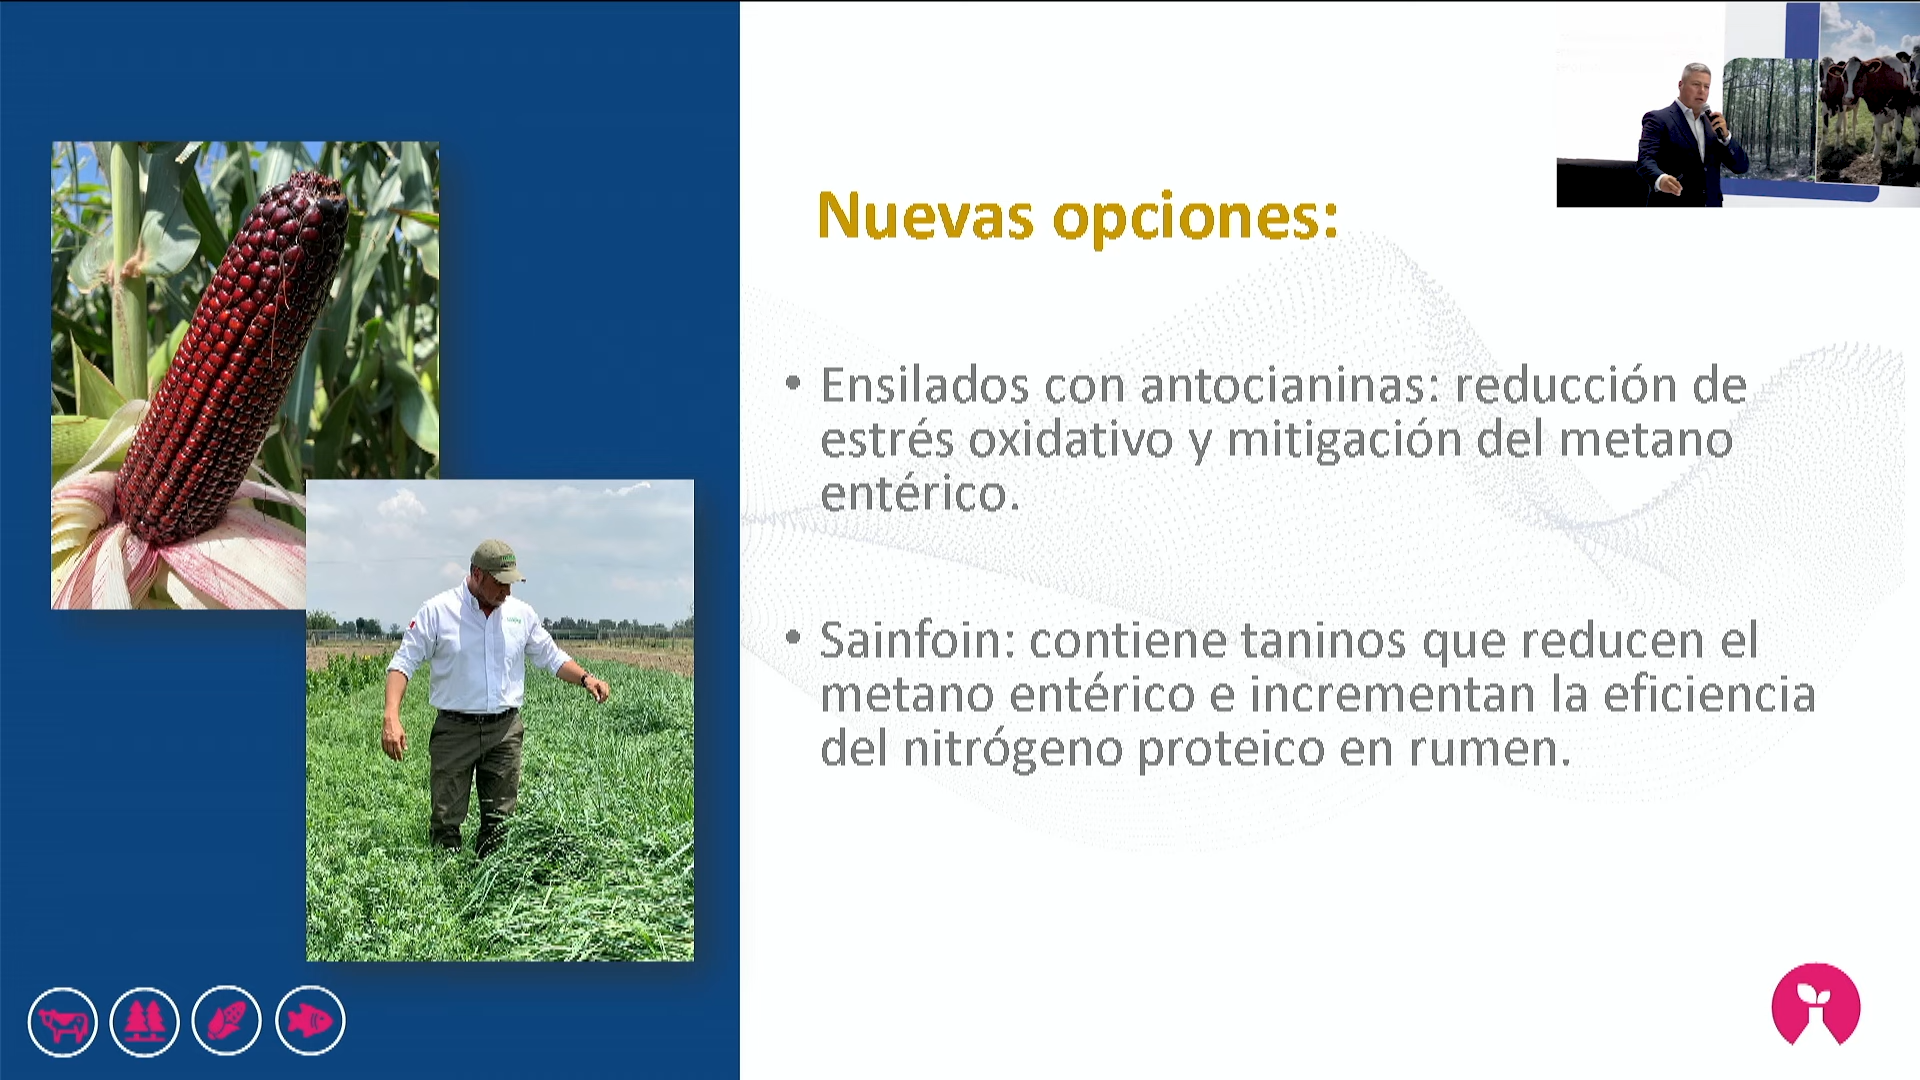 Nuevas opciones:
• Ensilados con antocianinas: reducción de
estrés oxidativo y mitigación del metano
entérico.
• Sainfoin: contiene taninos que reducen el
metano entérico e incrementan la eficiencia
del nitrógeno proteico en rumen.